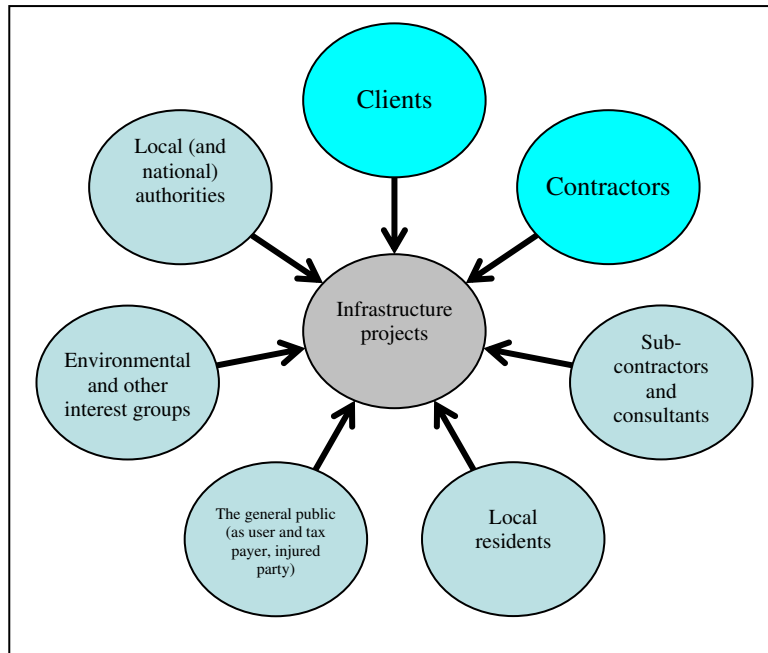 Clients
Local (and
national)
authorities
Contractors
Infrastructure
projects
Environmental
and other
interest groups
Sub-
contractors
and
consultants
The general public
(as user and tax
payer, injured
party)
Local
residents